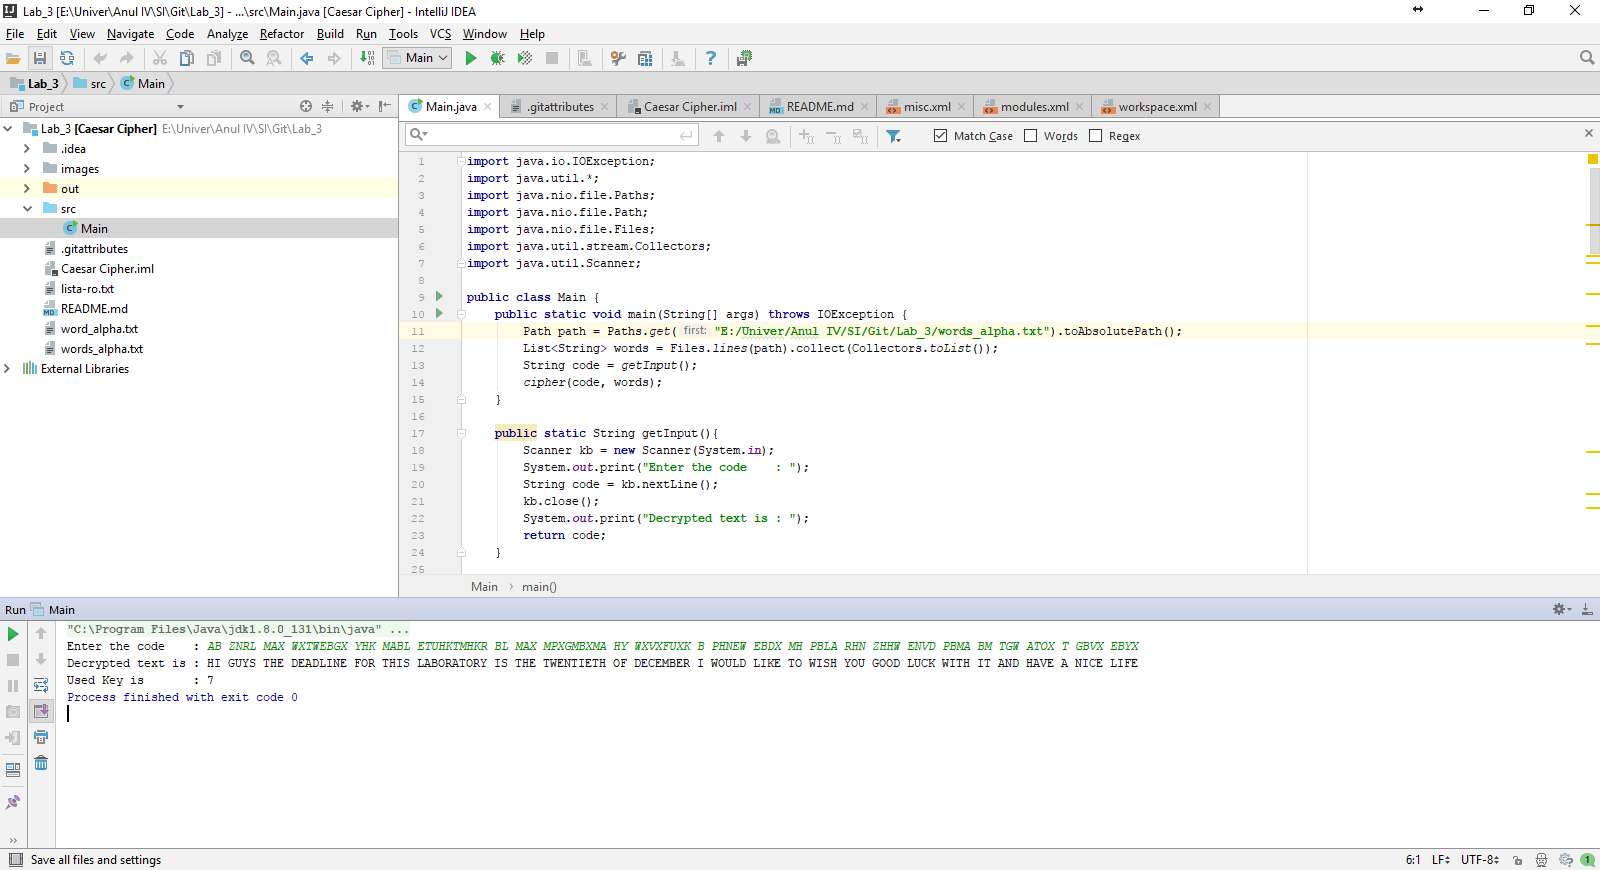 Lab_3 [E:\Univer\Anul IV\SI\Git\Lab_3] - ...\src\Main.java [Caesar Cipher] - IntelliJ IDEA
File Edit View Navigate Code Analyze Refactor Build Run Tools VCS Window Help
Main
Lab_3 src Main
Project
Main.java .gitattributes Caesar Cipher.iml README.md misc.xml modules.xml workspace.xml
Lab_3 [Caesar Cipher] E:\Univer\Anul IV\SI\Git\Lab_3
.idea
images
out
src
Main
.gitattributes
Caesar Cipher.iml
lista-ro.txt
README.md
word_alpha.txt
words_alpha.txt
External Libraries
Match Case Words Regex
1 import java.io.IOException;
2 import java.util.*;
3 import java.nio.file.Paths;
4 import java.nio.file.Path;
5 import java.nio.file.Files;
6 import java.util.stream.Collectors;
7 import java.util.Scanner;
8
9 public class Main {
10 public static void main(String[] args) throws IOException {
11 Path path = Paths.get( first: "E:/Univer/Anul IV/SI/Git/Lab_3/words_alpha.txt").toAbsolutePath();
12 List<String> words = Files.lines(path).collect(Collectors.toList());
13 String code = getInput();
14 cipher(code, words);
15 }
16
17 public static String getInput(){
18 Scanner kb = new Scanner(System.in);
19 System.out.print("Enter the code    : ");
20 String code = kb.nextLine();
21 kb.close();
22 System.out.print("Decrypted text is : ");
23 return code;
24 }
25
Main › main()
Run Main
"C:\Program Files\Java\jdk1.8.0_131\bin\java" ...
Enter the code    : AB ZNRL MAX WXTWEBGX YHK MABL ETUHKTMHKR BL MAX MPXGMBXMA HY WXVXFUXK B PHNEW EBDX MH PBLA RHN ZHHW ENVD PBMA BM TGW ATOX T GBVX EBYX
Decrypted text is : HI GUYS THE DEADLINE FOR THIS LABORATORY IS THE TWENTIETH OF DECEMBER I WOULD LIKE TO WISH YOU GOOD LUCK WITH IT AND HAVE A NICE LIFE
Used Key is       : 7
Process finished with exit code 0
Save all files and settings
6:1 LF UTF-8 1